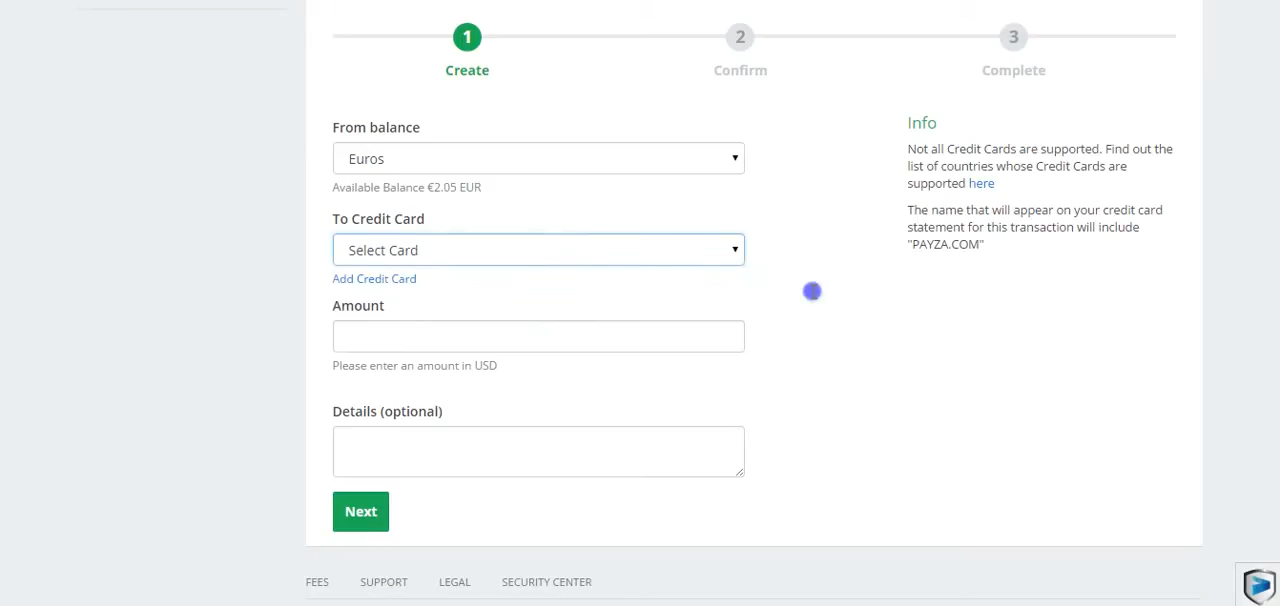 1
2
3
Create
Confirm
Complete
From balance
Euros
Available Balance €2.05 EUR
To Credit Card
Select Card
Add Credit Card
Amount
Please enter an amount in USD
Details (optional)
Next
Info
Not all Credit Cards are supported. Find out the
list of countries whose Credit Cards are
supported here
The name that will appear on your credit card
statement for this transaction will include
"PAYZA.COM"
FEES
SUPPORT
LEGAL
SECURITY CENTER